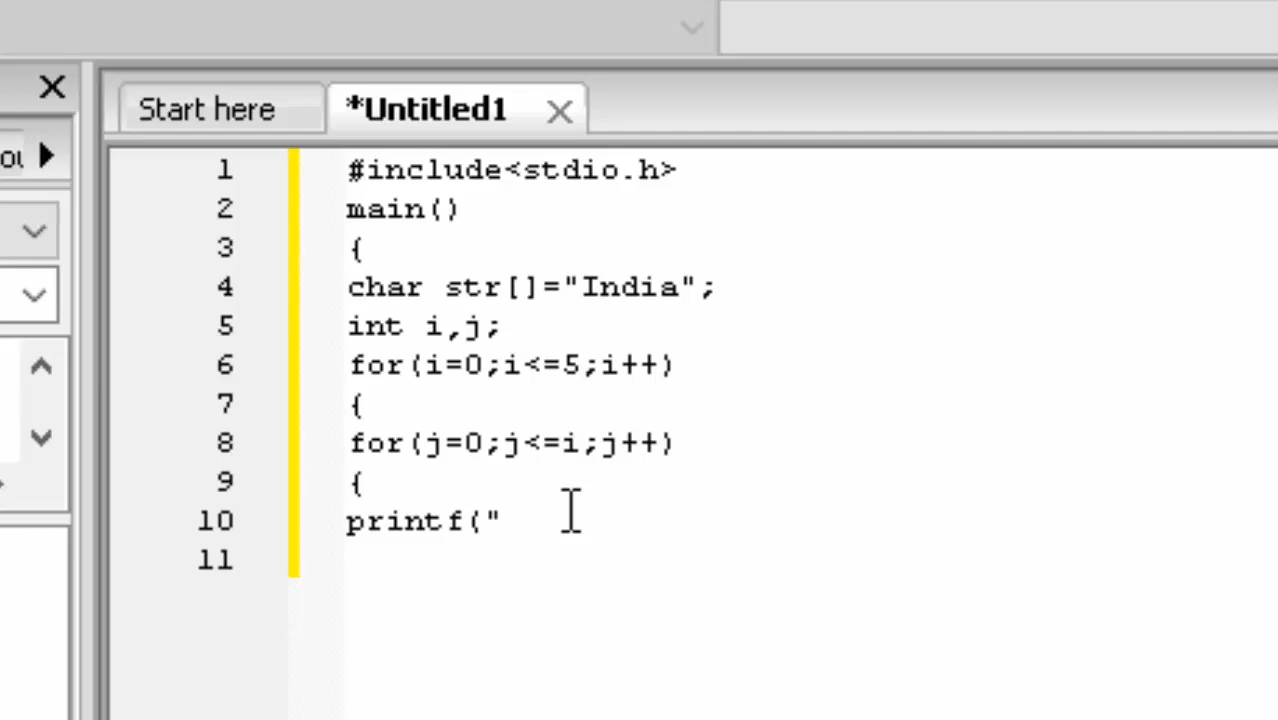 Start here
*Untitled1
1 #include<stdio.h>
2 main()
3 {
4 char str[]="India";
5 int i,j;
6 for(i=0;i<=5;i++)
7 {
8 for(j=0;j<=i;j++)
9 {
10 printf("
11